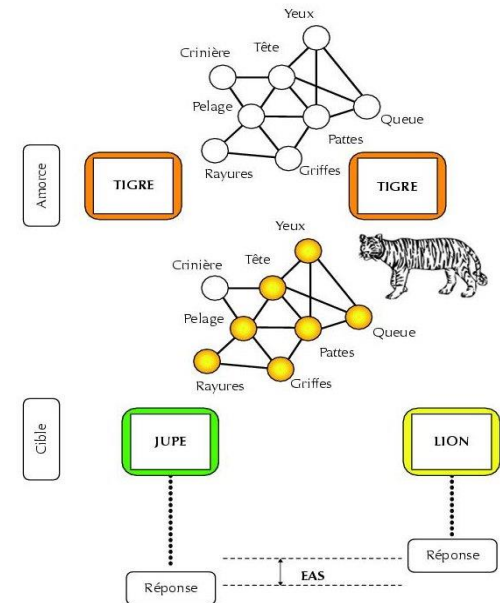 Yeux
Tête
Crinière
Pelage
Queue
Pattes
Rayures
Griffes
Amorce
TIGRE
TIGRE
Yeux
Tête
Crinière
Pelage
Queue
Pattes
Rayures
Griffes
Cible
JUPE
LION
Réponse
EAS
Réponse